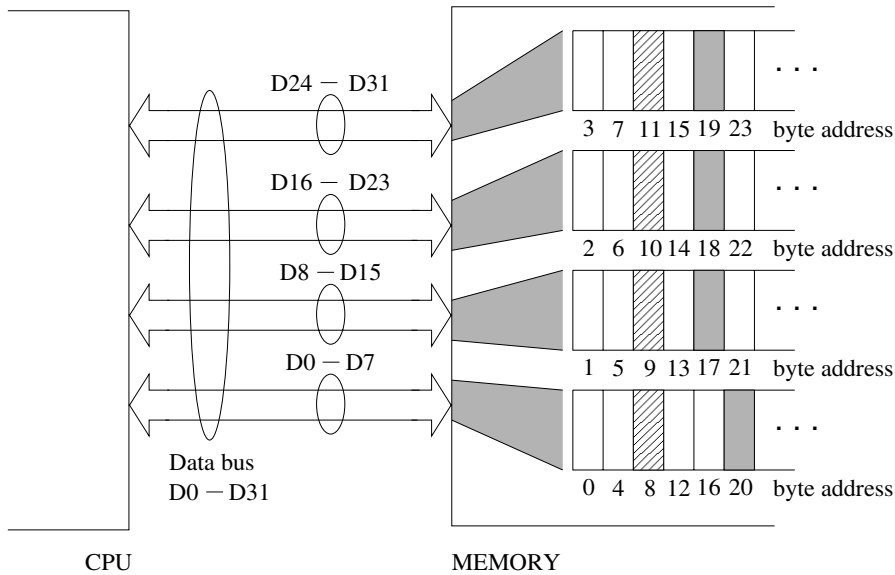 D24 — D31
3 7 11 15 19 23 byte address
. . .
D16 — D23
2 6 10 14 18 22 byte address
. . .
D8 — D15
1 5 9 13 17 21 byte address
. . .
D0 — D7
0 4 8 12 16 20 byte address
. . .
Data bus
D0 — D31
CPU
MEMORY